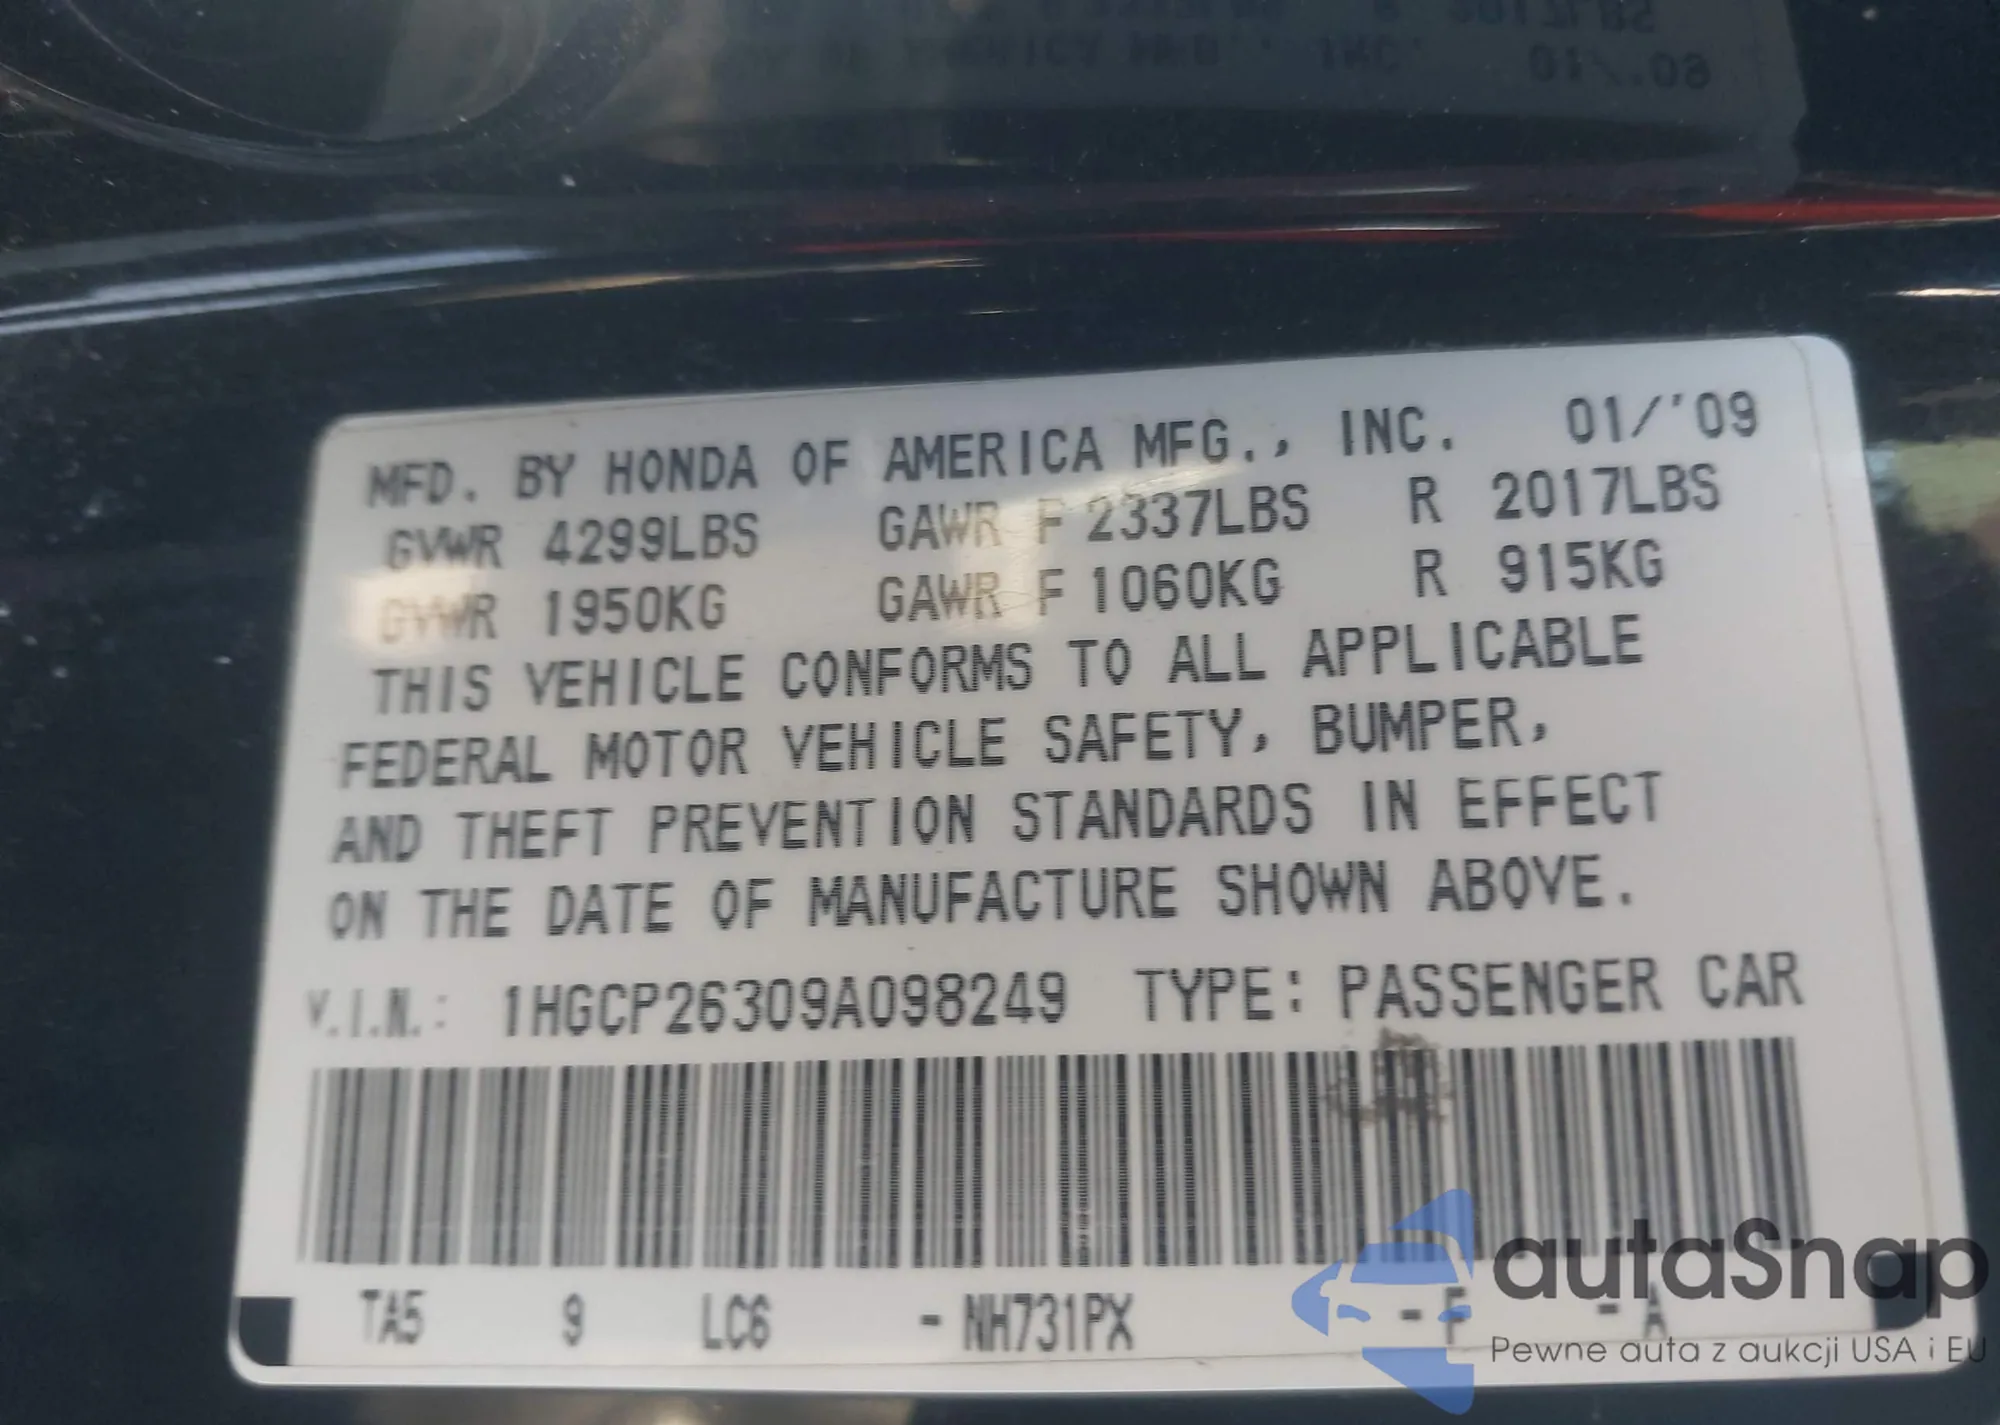 MFD. BY HONDA OF AMERICA MFG., INC. 01/'09
GVWR 4299LBS GAWR F 2337LBS R 2017LBS
GVWR 1950KG GAWR F 1060KG R 915KG
THIS VEHICLE CONFORMS TO ALL APPLICABLE
FEDERAL MOTOR VEHICLE SAFETY, BUMPER,
AND THEFT PREVENTION STANDARDS IN EFFECT
ON THE DATE OF MANUFACTURE SHOWN ABOVE.
V.I.N.: 1HGCP26309A098249 TYPE: PASSENGER CAR
TA5 9 LC6 - NH731PX - F - A
autaSnap
Pewne auta z aukcji USA i EU